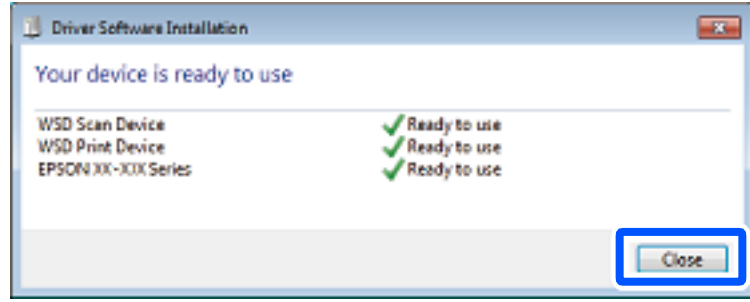 Driver Software Installation
Your device is ready to use
WSD Scan Device Ready to use
WSD Print Device Ready to use
EPSON XX-XXX Series Ready to use
Close